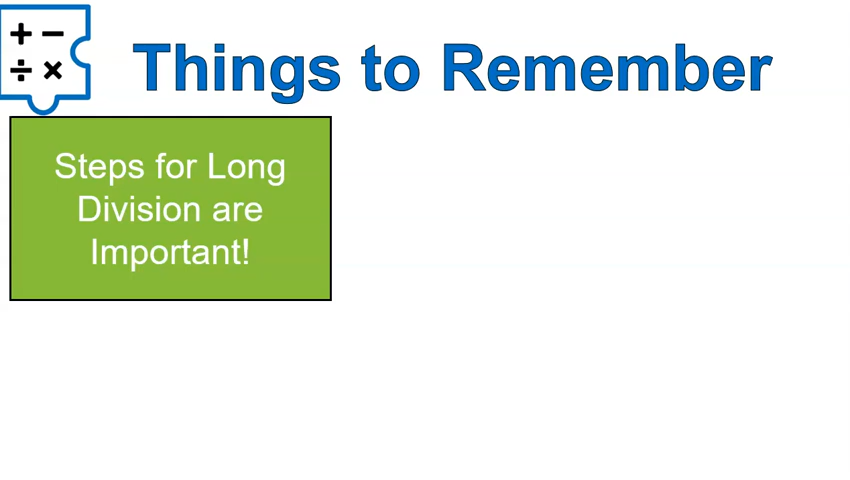 + −
÷ ×
Things to Remember
Steps for Long
Division are
Important!